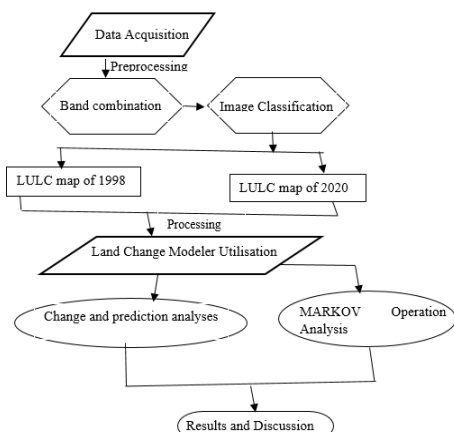 Data Acquisition
Preprocessing
Band combination
Image Classification
LULC map of 1998
LULC map of 2020
Processing
Land Change Modeler Utilisation
Change and prediction analyses
MARKOV Operation
Analysis
Results and Discussion